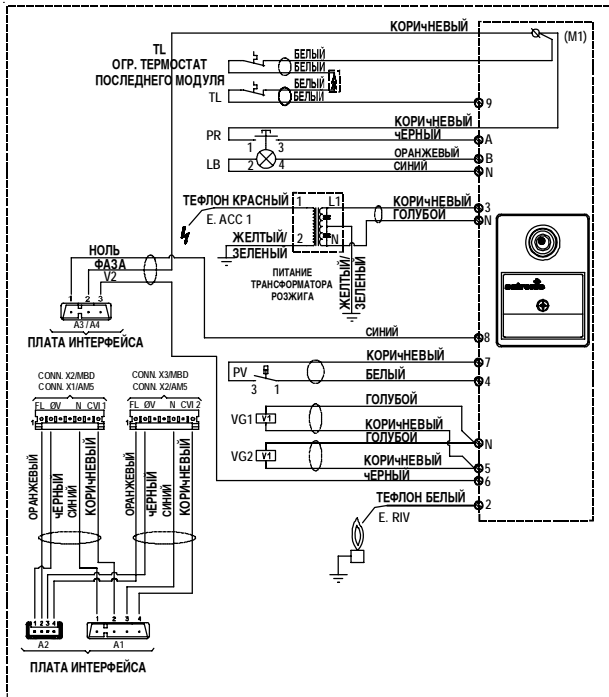 КОРИчНЕВЫЙ
(M1)
TL
ОГР. ТЕРМОСТАТ
ПОСЛЕДНЕГО МОДУЛЯ
БЕЛЫЙ
БЕЛЫЙ
БЕЛЫЙ
TL
БЕЛЫЙ
9
КОРИчНЕВЫЙ
PR
чЕРНЫЙ
A
1 3
ОРАНЖЕВЫЙ
B
LB
2 4
СИНИЙ
N
ТЕФЛОН КРАСНЫЙ
1 L1
КОРИчНЕВЫЙ
3
E. ACC 1
ГОЛУБОЙ
N
ЖЕЛТЫЙ/
ЗЕЛЕНЫЙ
2 N
ПИТАНИЕ
ТРАНСФОРМАТОРА
РОЗЖИГА
ЖЕЛТЫЙ/
ЗЕЛЕНЫЙ
НОЛЬ
ФАЗА
V2
1 2 3
A3 / A4
ПЛАТА ИНТЕРФЕЙСА
СИНИЙ
8
КОРИчНЕВЫЙ
7
PV
БЕЛЫЙ
4
3 1
ГОЛУБОЙ
VG1
V1
КОРИчНЕВЫЙ
ГОЛУБОЙ
N
VG2
V1
КОРИчНЕВЫЙ
5
чЕРНЫЙ
6
ТЕФЛОН БЕЛЫЙ
2
E. RIV
CONN. X2/MBD
CONN. X1/AM5
CONN. X3/MBD
CONN. X2/AM5
FL ØV N CVI 1
FL ØV N CVI 2
1
1
ОРАНЖЕВЫЙ
чЕРНЫЙ
СИНИЙ
КОРИчНЕВЫЙ
ОРАНЖЕВЫЙ
чЕРНЫЙ
СИНИЙ
КОРИчНЕВЫЙ
1 2 3 4
1 2 3 4
A2
A1
ПЛАТА ИНТЕРФЕЙСА